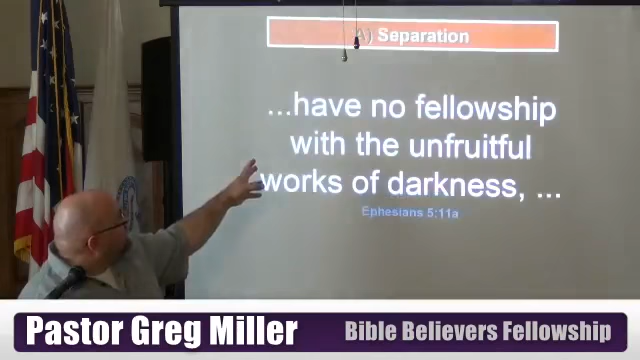 Separation
...have no fellowship
with the unfruitful
works of darkness, ...
Ephesians 5:11a
Pastor Greg Miller
Bible Believers Fellowship